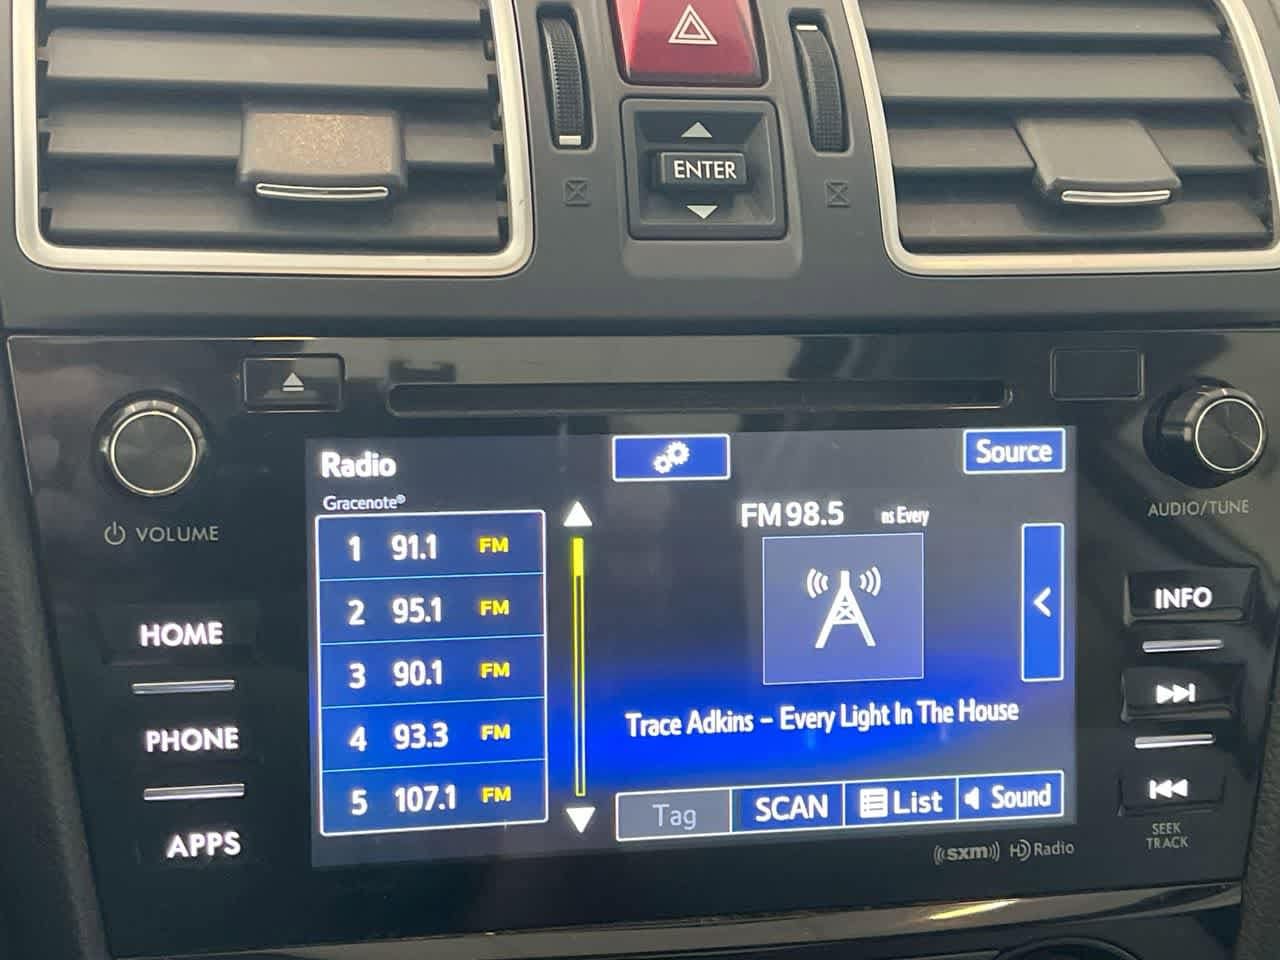 ENTER
VOLUME
AUDIO/TUNE
HOME
PHONE
APPS
Radio
Source
Gracenote®
1 91.1 FM
2 95.1 FM
3 90.1 FM
4 93.3 FM
5 107.1 FM
FM 98.5 ns Every
Trace Adkins - Every Light In The House
Tag SCAN List Sound
((sxm)) HD Radio
INFO
SEEK
TRACK